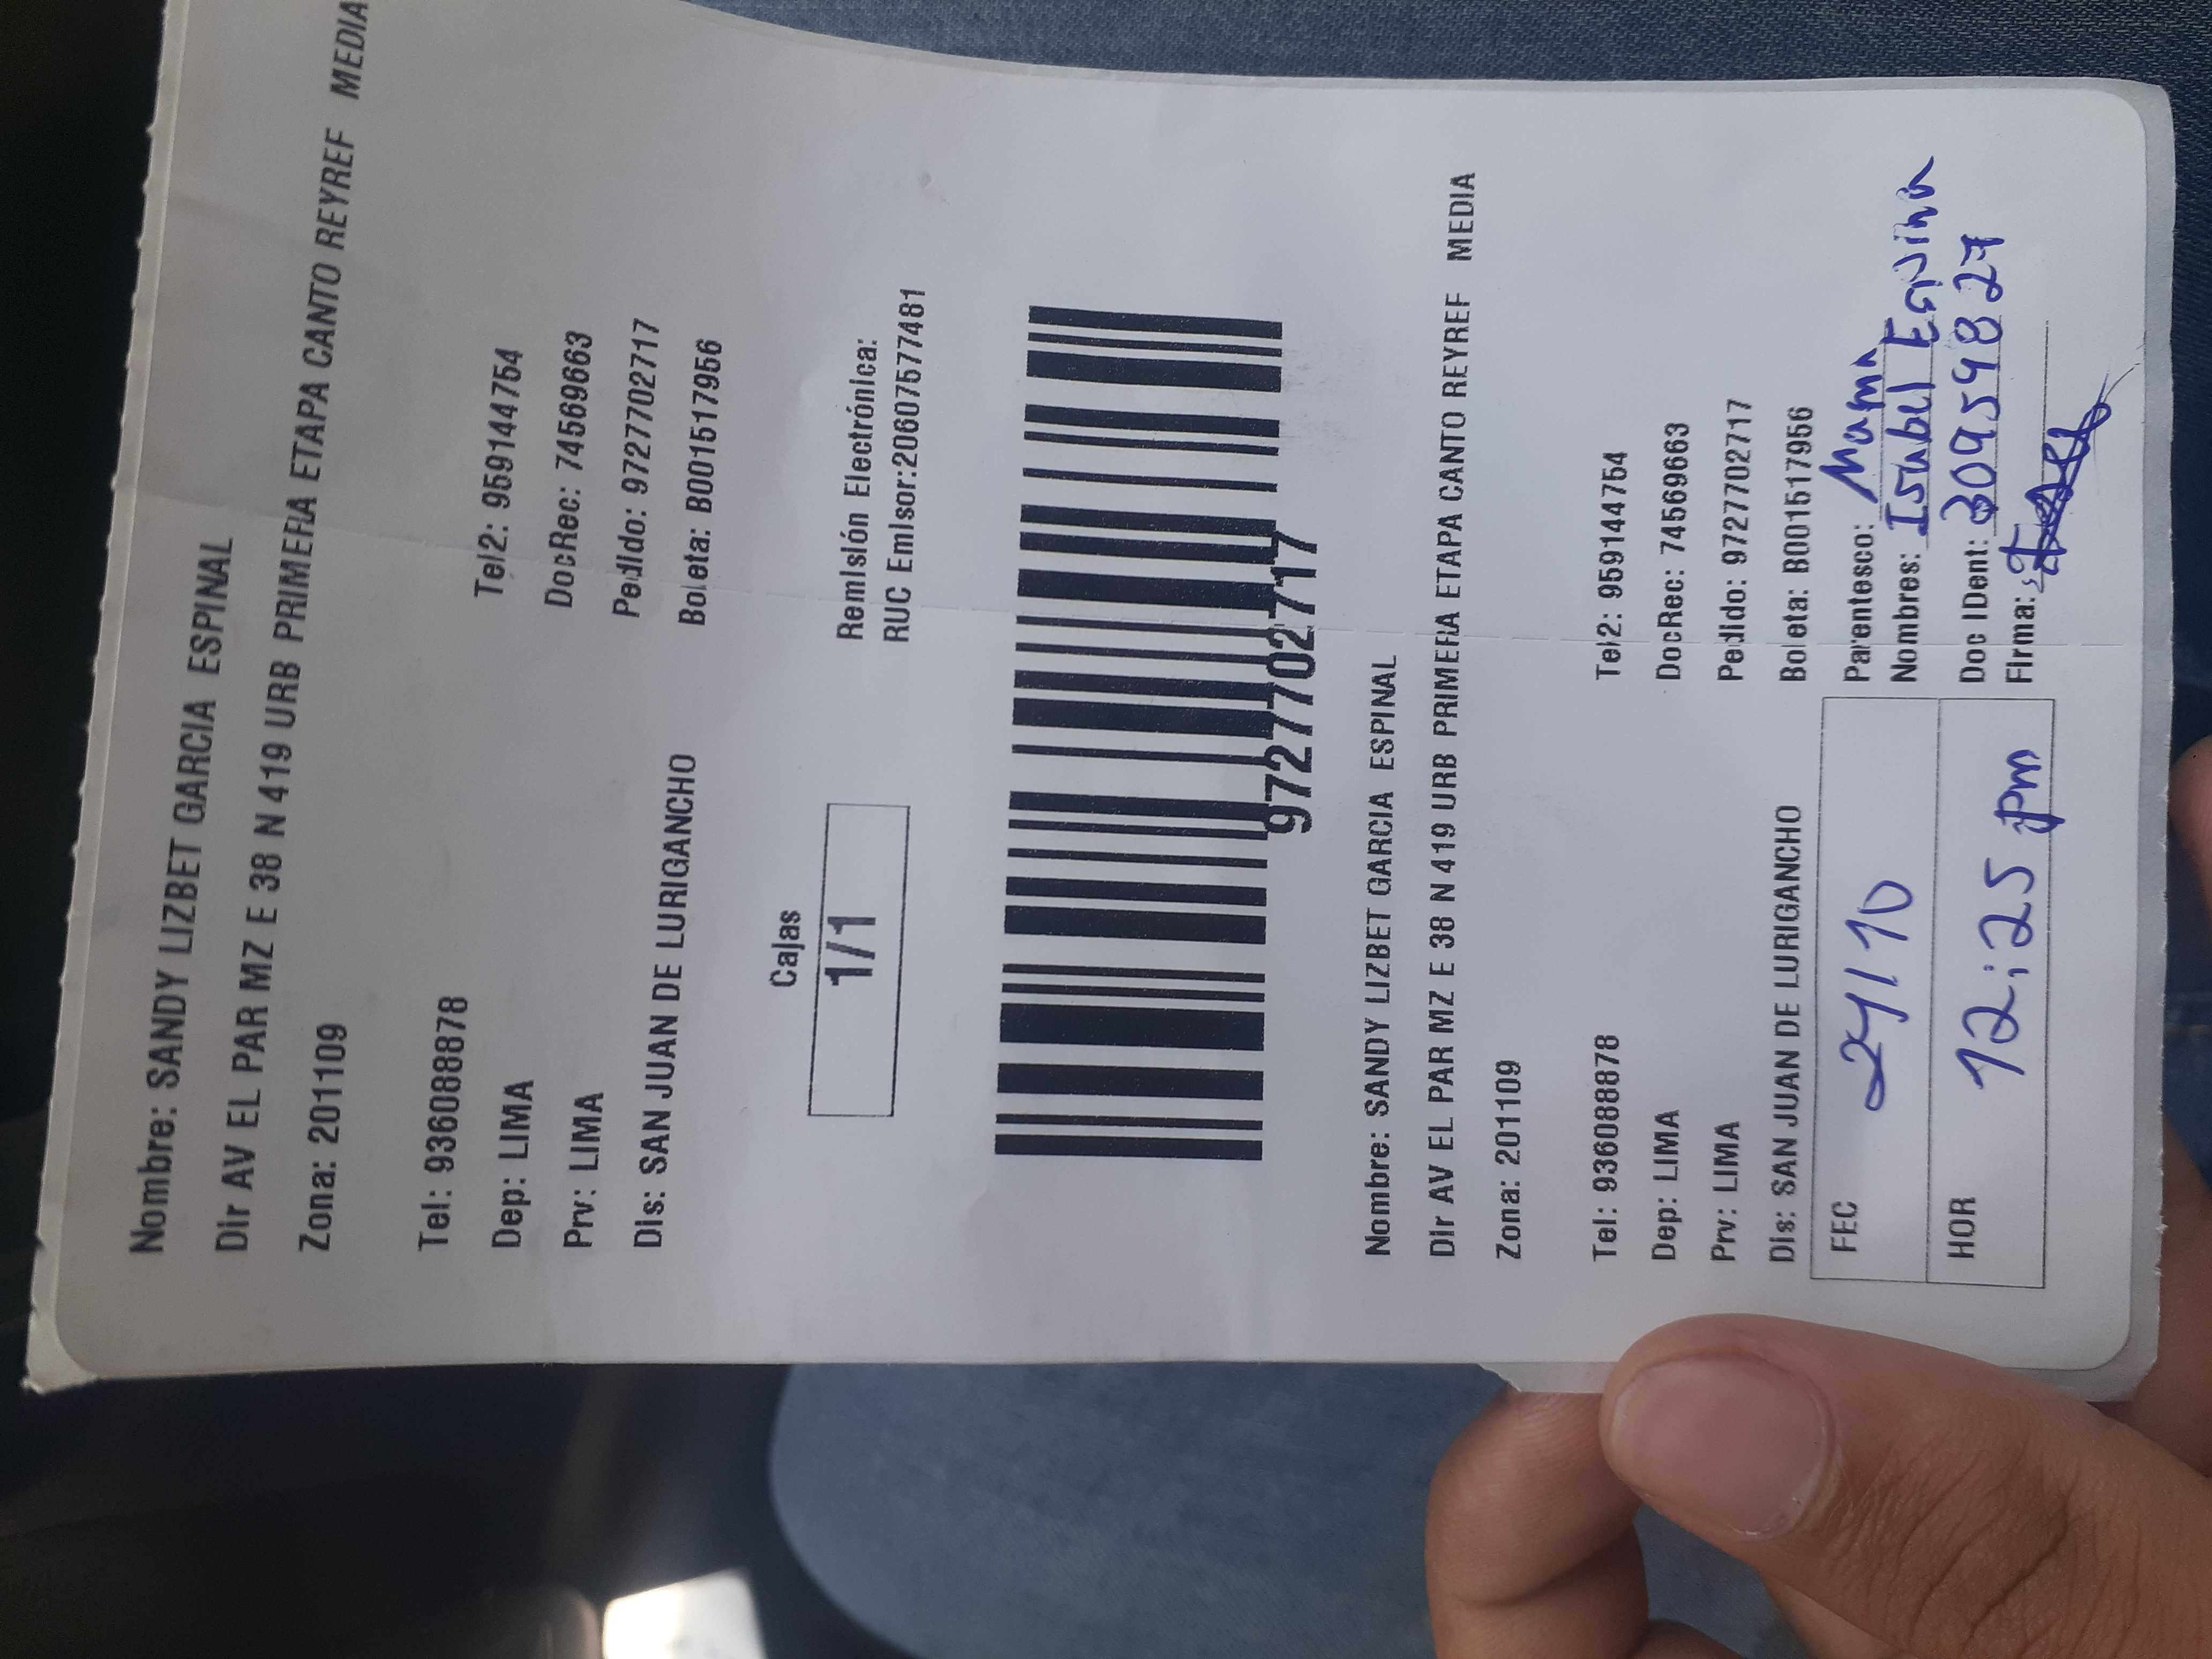 Nombre: SANDY LIZBET GARCIA ESPINAL
Dir AV EL PAR MZ E 38 N 419 URB PRIMERA ETAPA CANTO REYREF MEDIA
Zona: 201109
Tel: 936088878 Tel2: 959144754
Dep: LIMA DocRec: 74569663
Prv: LIMA Pedido: 9727702717
Dis: SAN JUAN DE LURIGANCHO Boleta: B001517956
Cajas
1/1
Remisión Electrónica:
RUC Emisor:20607577481
9727702717
Nombre: SANDY LIZBET GARCIA ESPINAL
Dir AV EL PAR MZ E 38 N 419 URB PRIMERA ETAPA CANTO REYREF MEDIA
Zona: 201109
Tel: 936088878 Tel2: 959144754
Dep: LIMA DocRec: 74569663
Prv: LIMA Pedido: 9727702717
Dis: SAN JUAN DE LURIGANCHO Boleta: B001517956
FEC 24/10 Parentesco: Mamá
Nombres: Isabel
HOR 12:25 pm Doc IDent: 30959827
Firma: